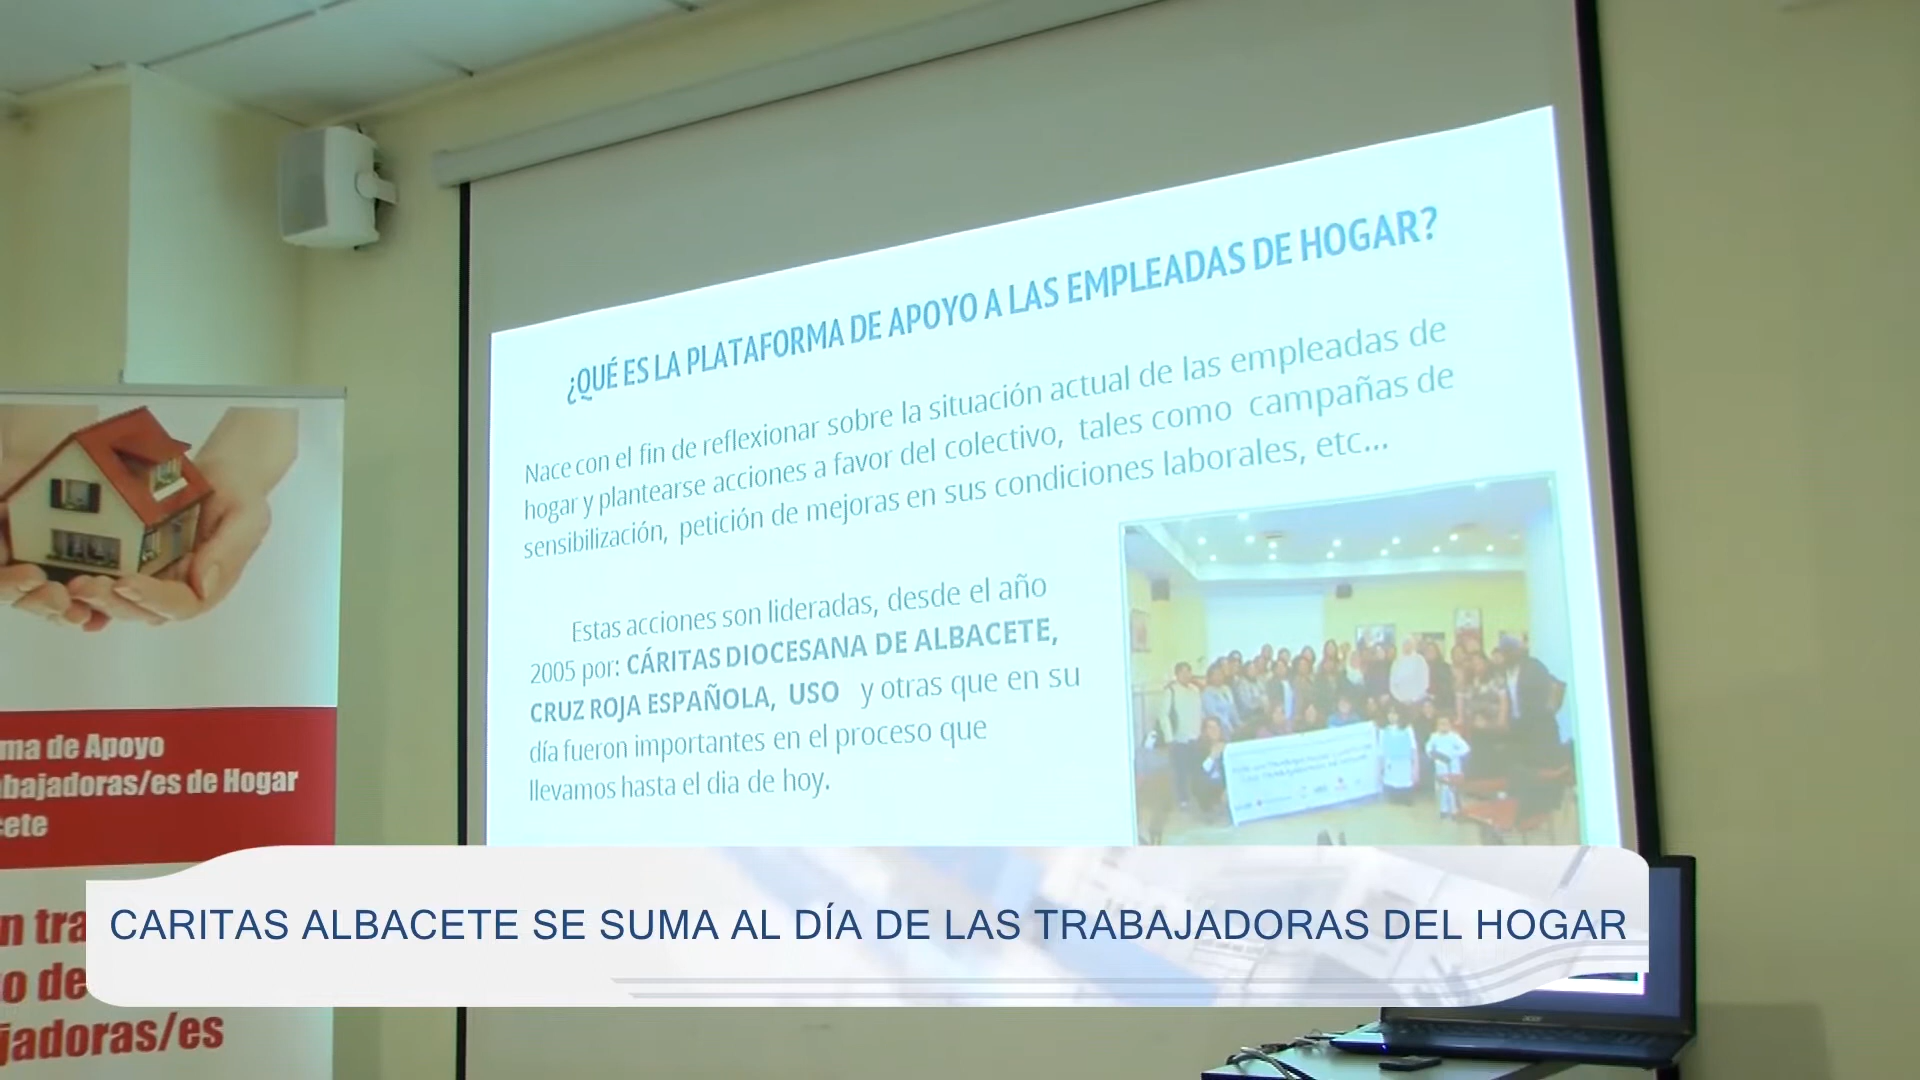 ¿QUÉ ES LA PLATAFORMA DE APOYO A LAS EMPLEADAS DE HOGAR?
Nace con el fin de reflexionar sobre la situación actual de las empleadas de
hogar y plantearse acciones a favor del colectivo, tales como campañas de
sensibilización, petición de mejoras en sus condiciones laborales, etc...
Estas acciones son lideradas, desde el año
2005 por: CÁRITAS DIOCESANA DE ALBACETE,
CRUZ ROJA ESPAÑOLA, USO y otras que en su
día fueron importantes en el proceso que
llevamos hasta el dia de hoy.
ma de Apoyo
bajadoras/es de Hogar
cete
n tra
o de
jadoras/es
CARITAS ALBACETE SE SUMA AL DÍA DE LAS TRABAJADORAS DEL HOGAR
acer